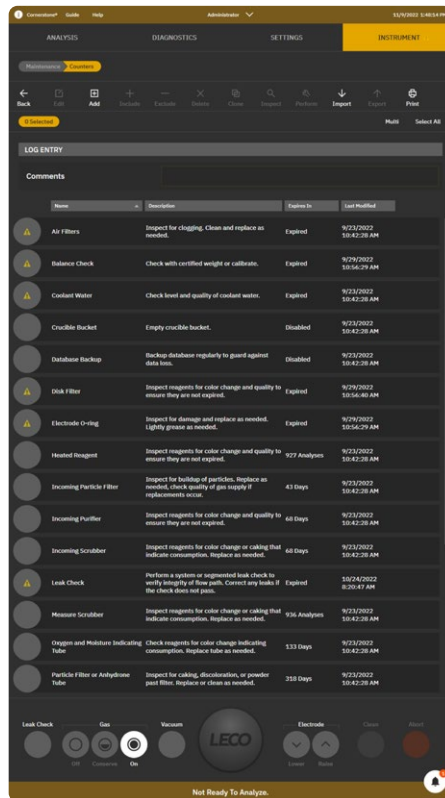 Cornerstone® Guide Help Administrator 11/9/2022 1:48:14 PM
ANALYSIS DIAGNOSTICS SETTINGS INSTRUMENT
Maintenance Counters
Back Edit Add Include Exclude Delete Clone Inspect Perform Import Export Print
0 Selected Multi Select All
LOG ENTRY
Comments
Name Description Expires In Last Modified
Air Filters Inspect for clogging. Clean and replace as needed. Expired 9/23/2022 10:42:28 AM
Balance Check Check with certified weight or calibrate. Expired 9/29/2022 10:56:29 AM
Coolant Water Check level and quality of coolant water. Expired 9/23/2022 10:42:28 AM
Crucible Bucket Empty crucible bucket. Disabled 9/23/2022 10:42:28 AM
Database Backup Backup database regularly to guard against data loss. Disabled 9/23/2022 10:42:28 AM
Disk Filter Inspect reagents for color change and quality to ensure they are not expired. Expired 9/29/2022 10:56:40 AM
Electrode O-ring Inspect for damage and replace as needed. Lightly grease as needed. Expired 9/29/2022 10:56:29 AM
Heated Reagent Inspect reagents for color change and quality to ensure they are not expired. 927 Analyses 9/23/2022 10:42:28 AM
Incoming Particle Filter Inspect for buildup of particles. Replace as needed, check quality of gas supply if replacements occur. 43 Days 9/23/2022 10:42:28 AM
Incoming Purifier Inspect reagents for color change and quality to ensure they are not expired. 68 Days 9/23/2022 10:42:28 AM
Incoming Scrubber Inspect reagents for color change or caking that indicate consumption. Replace as needed. 68 Days 9/23/2022 10:42:28 AM
Leak Check Perform a system or segmented leak check to verify integrity of flow path. Correct any leaks if the check does not pass. Expired 10/24/2022 8:20:47 AM
Measure Scrubber Inspect reagents for color change or caking that indicate consumption. Replace as needed. 936 Analyses 9/23/2022 10:42:28 AM
Oxygen and Moisture Indicating Tube Check reagents for color change indicating consumption. Replace tube as needed. 133 Days 9/23/2022 10:42:28 AM
Particle Filter or Anhydrone Tube Inspect for caking, discoloration, or powder past filter. Replace or clean as needed. 318 Days 9/23/2022 10:42:28 AM
Leak Check Gas Vacuum Electrode Close Abort
LECO
Off Conserve On Lower Raise
Not Ready To Analyze.